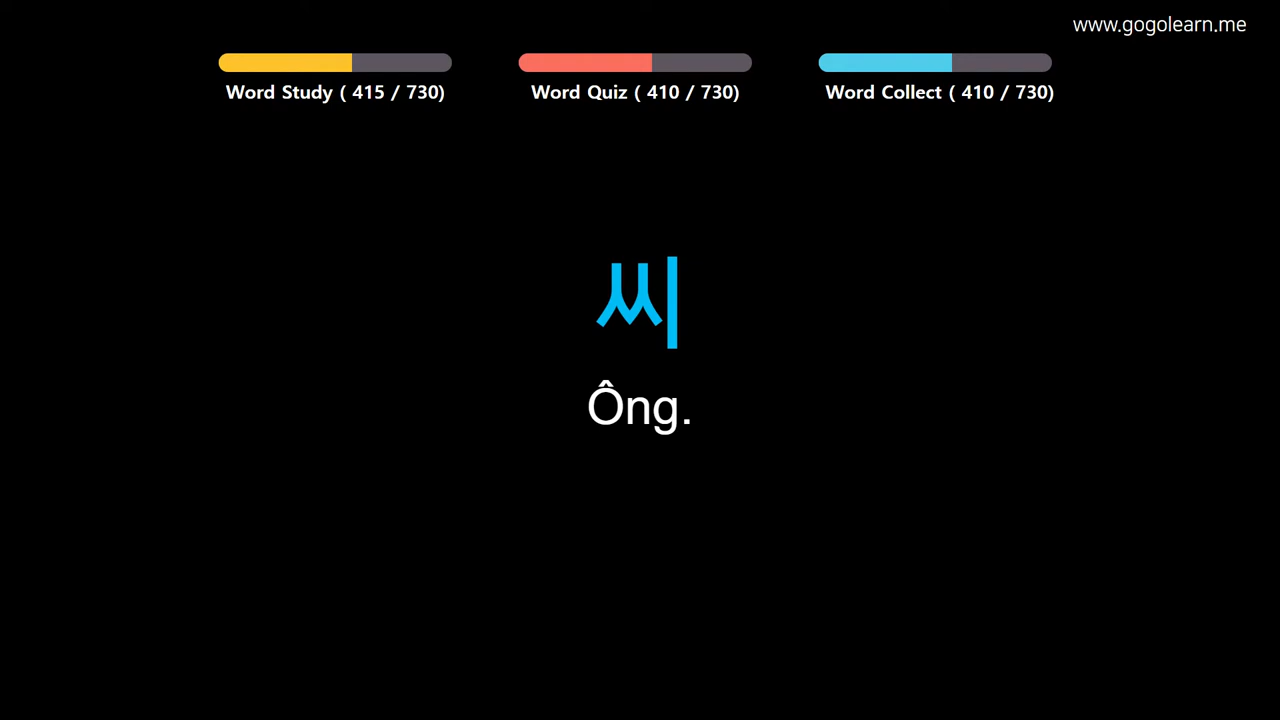 www.gogolearn.me
Word Study ( 415 / 730)
Word Quiz ( 410 / 730)
Word Collect ( 410 / 730)
씨
Ông.